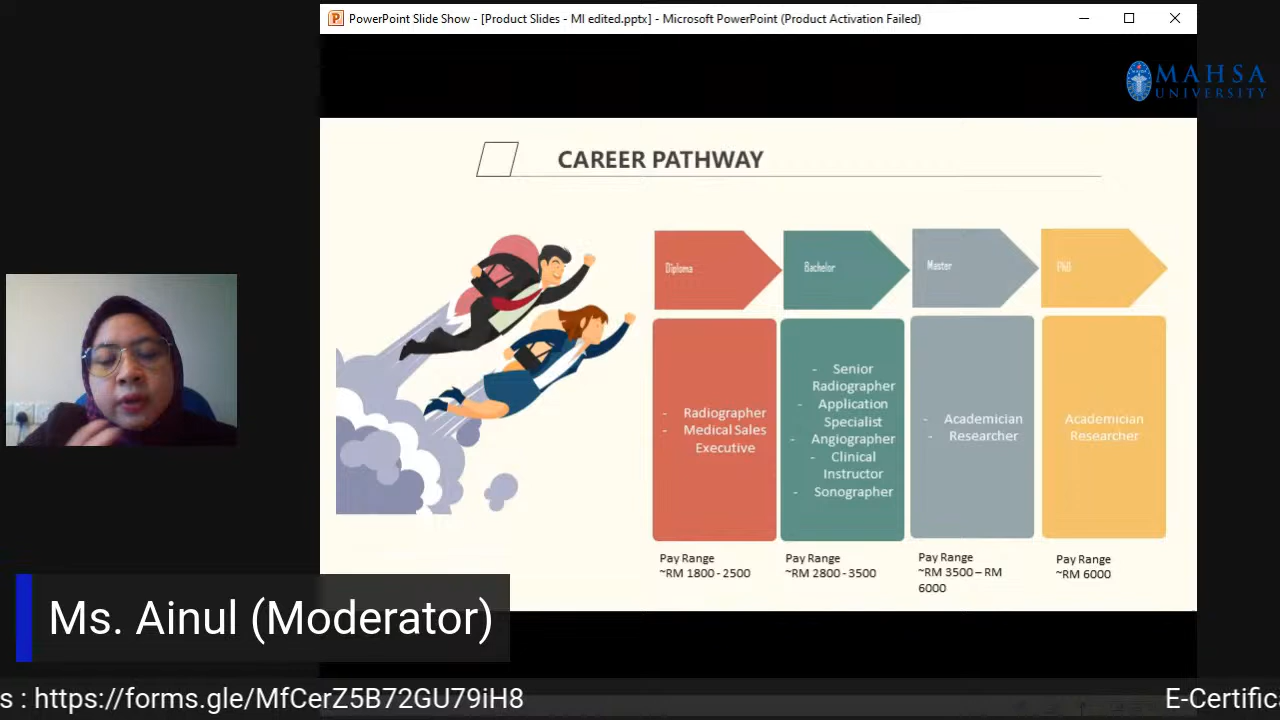 PowerPoint Slide Show - [Product Slides - MI edited.pptx] - Microsoft PowerPoint (Product Activation Failed)
MAHSA
UNIVERSITY
CAREER PATHWAY
Diploma
Bachelor
Master
PhD
- Radiographer
- Medical Sales
Executive
- Senior
Radiographer
- Application
Specialist
- Angiographer
- Clinical
Instructor
- Sonographer
- Academician
- Researcher
Academician
Researcher
Pay Range
~RM 1800 - 2500
Pay Range
~RM 2800 - 3500
Pay Range
~RM 3500 – RM
6000
Pay Range
~RM 6000
Ms. Ainul (Moderator)
s : https://forms.gle/MfCerZ5B72GU79iH8
E-Certific